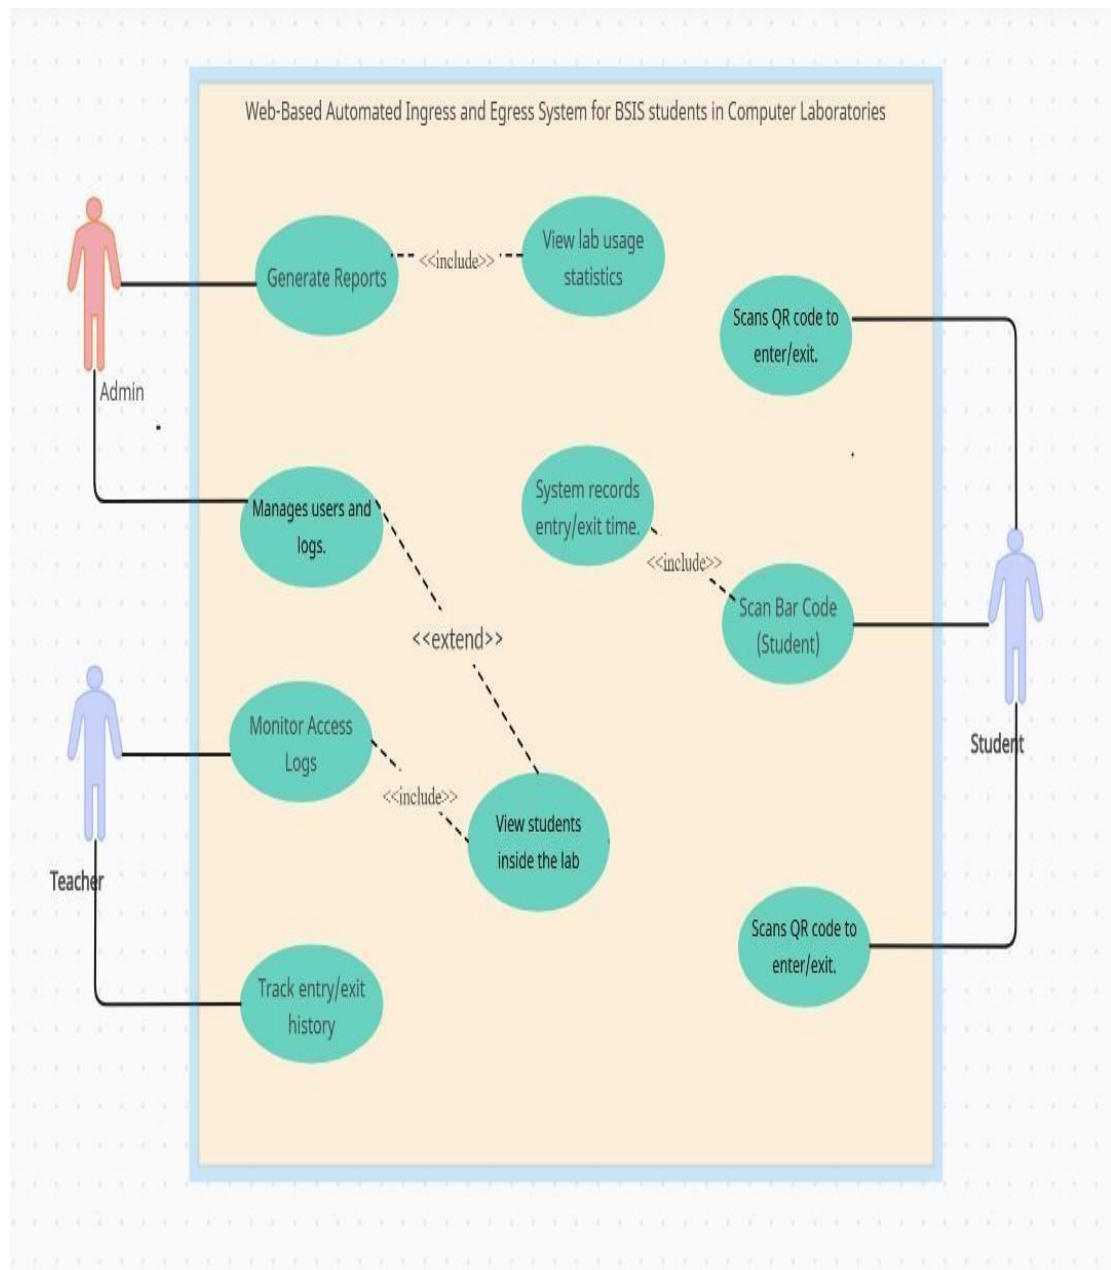 Web-Based Automated Ingress and Egress System for BSIS students in Computer Laboratories
Generate Reports
<<include>>
View lab usage
statistics
Scans QR code to
enter/exit.
Admin
Manages users and
logs.
System records
entry/exit time.
<<include>>
Scan Bar Code
(Student)
<<extend>>
Student
Monitor Access
Logs
<<include>>
View students
inside the lab
Teacher
Scans QR code to
enter/exit.
Track entry/exit
history